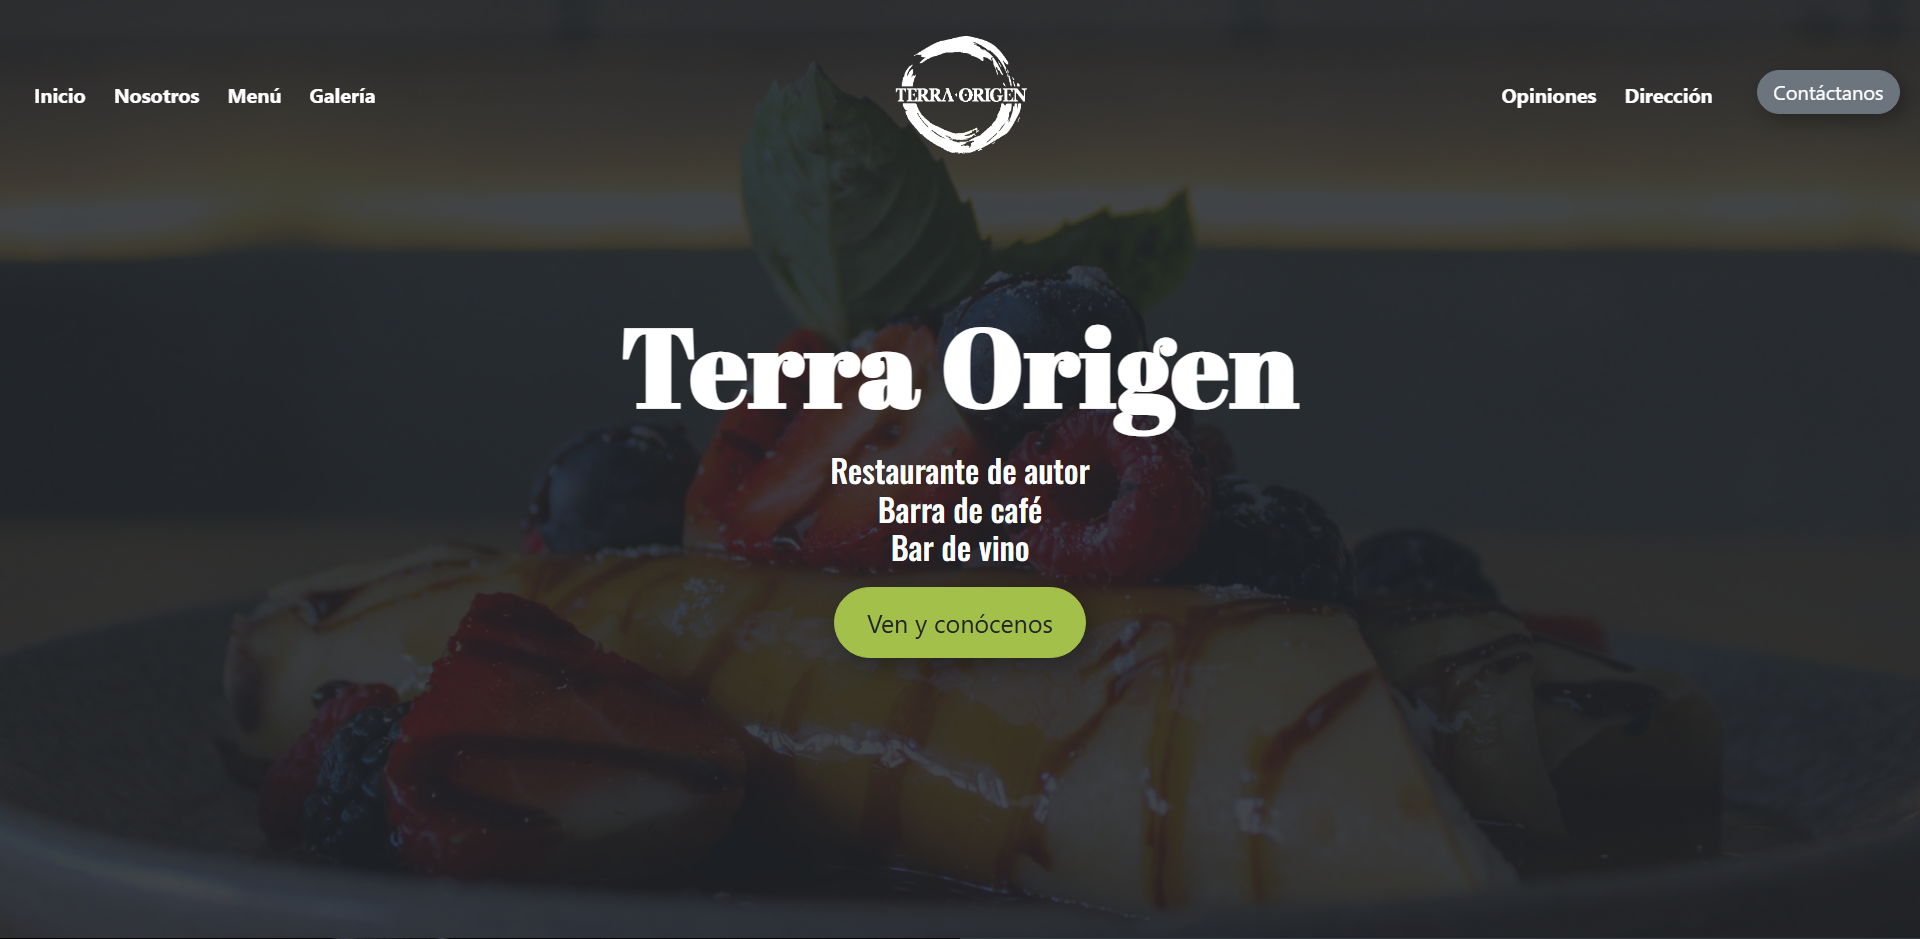 Inicio Nosotros Menú Galería
TERRA·ORIGEN
Opiniones Dirección Contáctanos
Terra Origen
Restaurante de autor
Barra de café
Bar de vino
Ven y conócenos